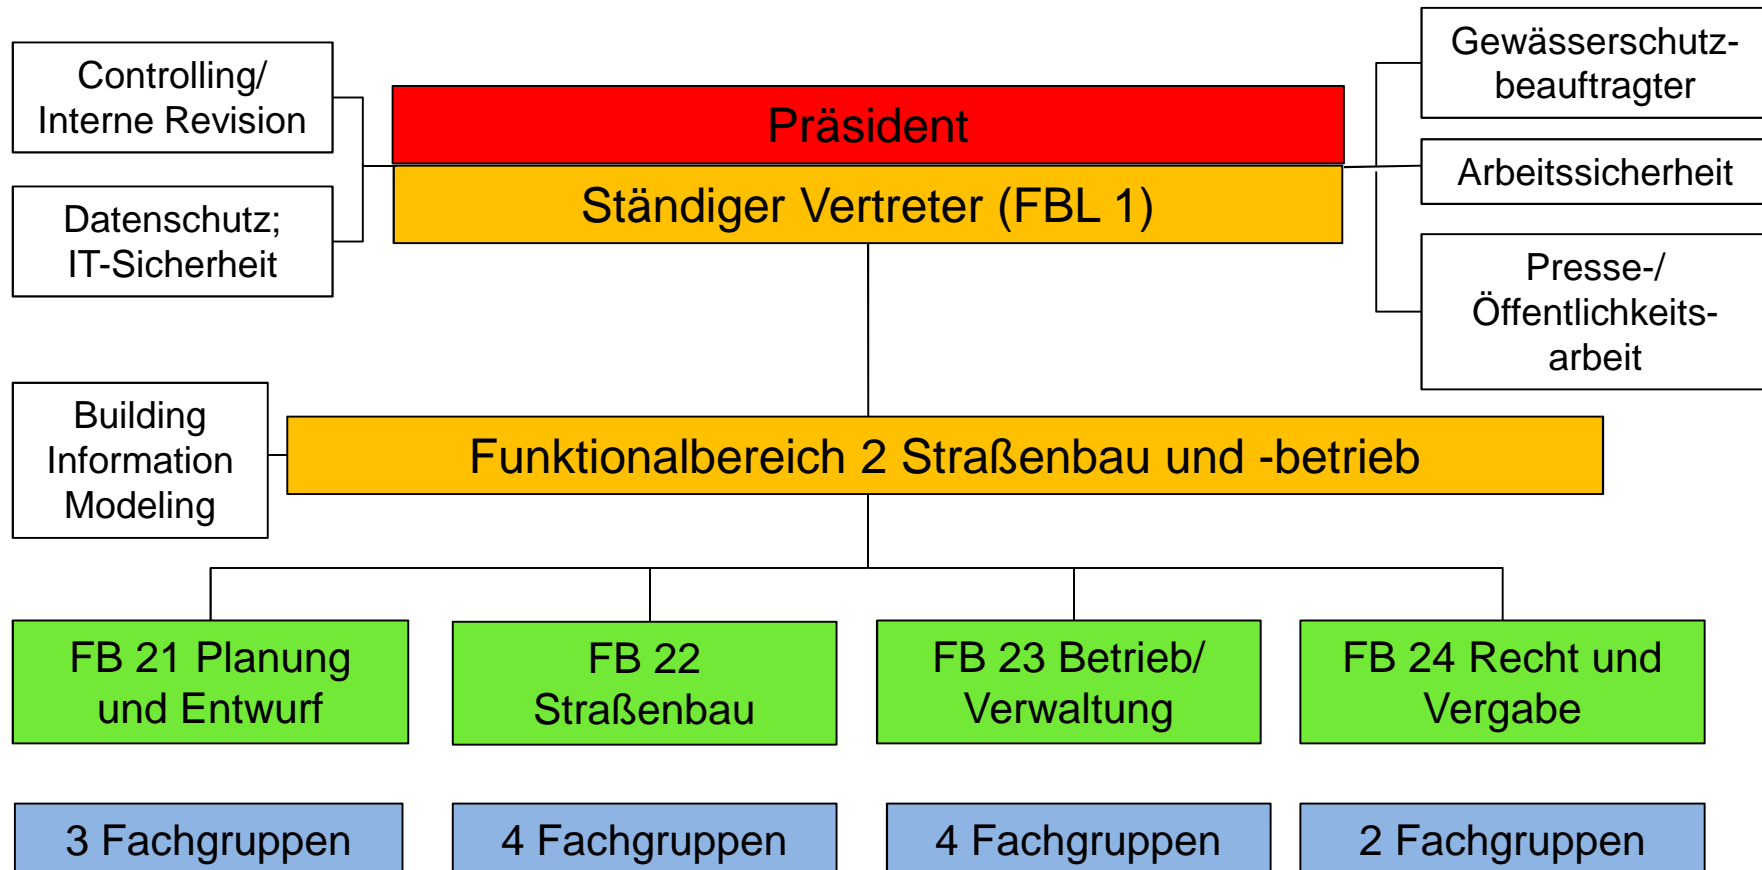 Controlling/
Interne Revision
Datenschutz;
IT-Sicherheit
Präsident
Ständiger Vertreter (FBL 1)
Gewässerschutz-
beauftragter
Arbeitssicherheit
Presse-/
Öffentlichkeits-
arbeit
Building
Information
Modeling
Funktionalbereich 2 Straßenbau und -betrieb
FB 21 Planung
und Entwurf
FB 22
Straßenbau
FB 23 Betrieb/
Verwaltung
FB 24 Recht und
Vergabe
3 Fachgruppen
4 Fachgruppen
4 Fachgruppen
2 Fachgruppen